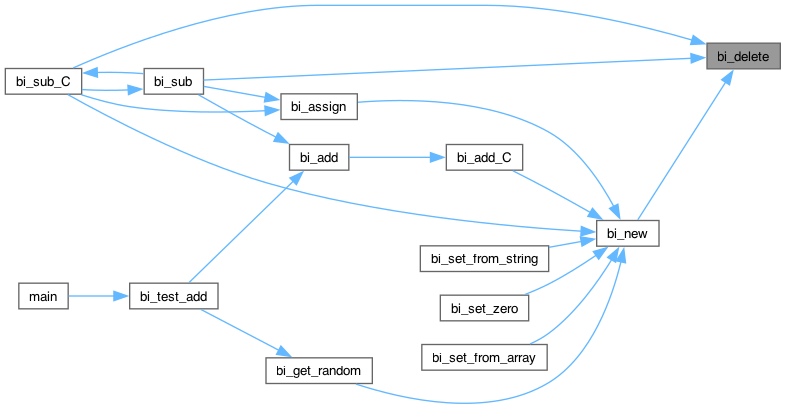 bi_delete
bi_sub_C
bi_sub
bi_assign
bi_add
bi_add_C
bi_new
bi_set_from_string
main
bi_test_add
bi_set_zero
bi_set_from_array
bi_get_random